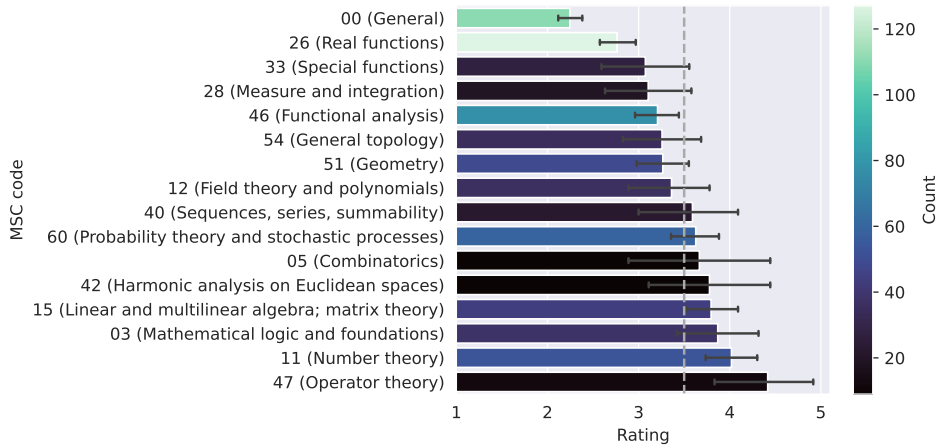 MSC code
00 (General)
26 (Real functions)
33 (Special functions)
28 (Measure and integration)
46 (Functional analysis)
54 (General topology)
51 (Geometry)
12 (Field theory and polynomials)
40 (Sequences, series, summability)
60 (Probability theory and stochastic processes)
05 (Combinatorics)
42 (Harmonic analysis on Euclidean spaces)
15 (Linear and multilinear algebra; matrix theory)
03 (Mathematical logic and foundations)
11 (Number theory)
47 (Operator theory)
1 2 3 4 5
Rating
120
100
80
60
40
20
Count